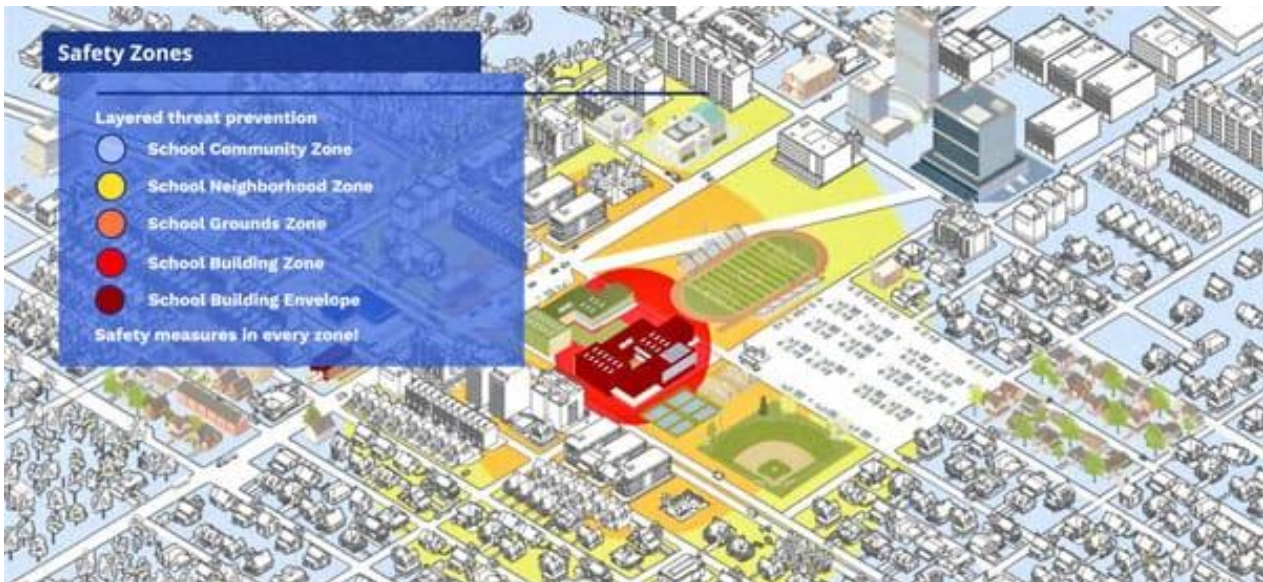 Safety Zones
Layered threat prevention
School Community Zone
School Neighborhood Zone
School Grounds Zone
School Building Zone
School Building Envelope
Safety measures in every zone!